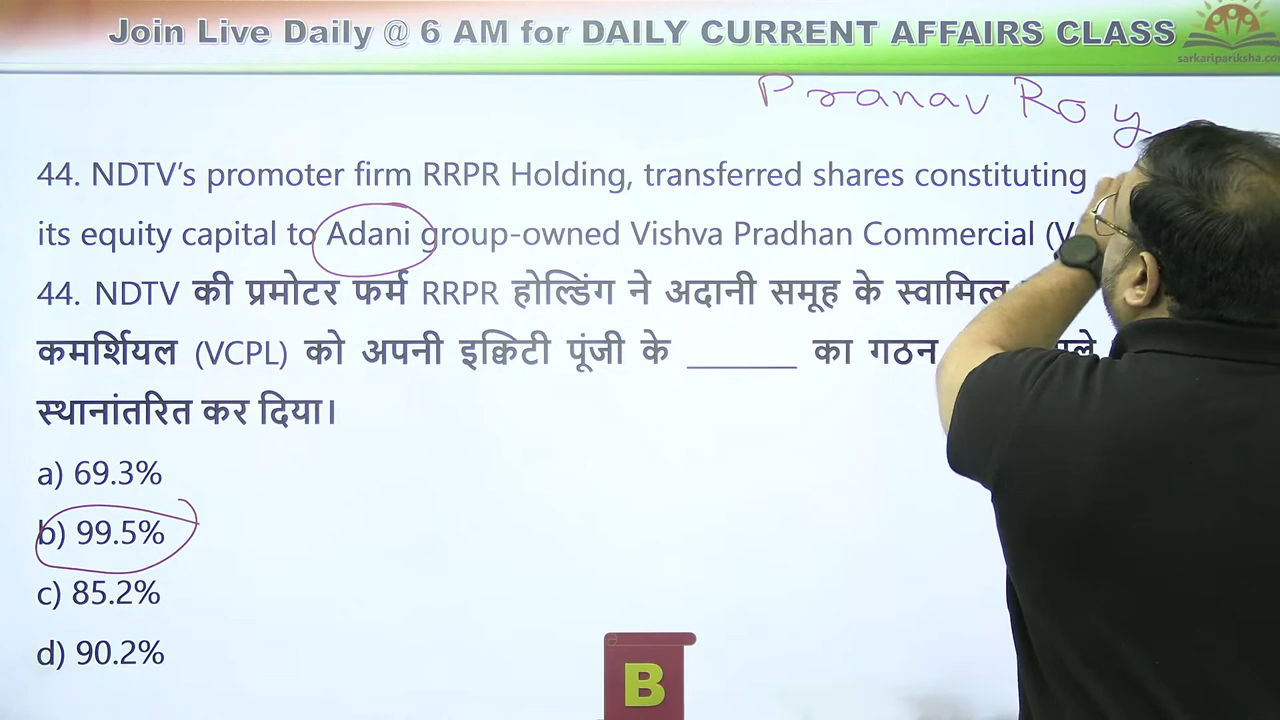 Join Live Daily @ 6 AM for DAILY CURRENT AFFAIRS CLASS
sarkaripariksha.com
Pranav Roy
44. NDTV's promoter firm RRPR Holding, transferred shares constituting
its equity capital to Adani group-owned Vishva Pradhan Commercial
44. NDTV की प्रमोटर फर्म RRPR होल्डिंग ने अदानी समूह के स्वामित्व
कमर्शियल (VCPL) को अपनी इक्विटी पूंजी के ______ का गठन
स्थानांतरित कर दिया।
a) 69.3%
b) 99.5%
c) 85.2%
d) 90.2%
B